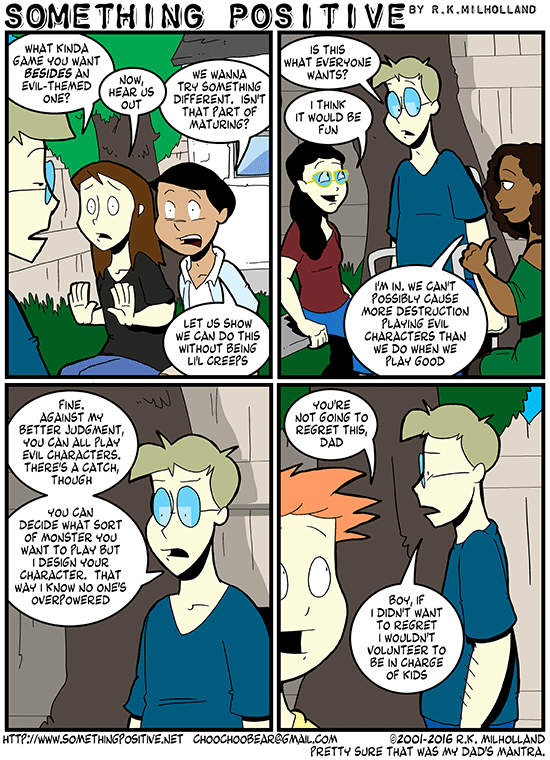 SOMETHING POSITIVE BY R.K.MILHOLLAND
WHAT KINDA
GAME YOU WANT
BESIDES AN
EVIL-THEMED
ONE?
NOW,
HEAR US
OUT
WE WANNA
TRY SOMETHING
DIFFERENT. ISN'T
THAT PART OF
MATURING?
LET US SHOW
WE CAN DO THIS
WITHOUT BEING
LI'L CREEPS
IS THIS
WHAT EVERYONE
WANTS?
I THINK
IT WOULD BE
FUN
I'M IN. WE CAN'T
POSSIBLY CAUSE
MORE DESTRUCTION
PLAYING EVIL
CHARACTERS THAN
WE DO WHEN WE
PLAY GOOD
FINE.
AGAINST MY
BETTER JUDGMENT,
YOU CAN ALL PLAY
EVIL CHARACTERS.
THERE'S A CATCH,
THOUGH
YOU CAN
DECIDE WHAT SORT
OF MONSTER YOU
WANT TO PLAY BUT
I DESIGN YOUR
CHARACTER. THAT
WAY I KNOW NO ONE'S
OVERPOWERED
YOU'RE
NOT GOING TO
REGRET THIS,
DAD
BOY, IF
I DIDN'T WANT
TO REGRET
I WOULDN'T
VOLUNTEER TO
BE IN CHARGE
OF KIDS
HTTP://WWW.SOMETHINGPOSITIVE.NET CHOOCHOOBEAR@GMAIL.COM ©2001-2016 R.K. MILHOLLAND
PRETTY SURE THAT WAS MY DAD'S MANTRA.